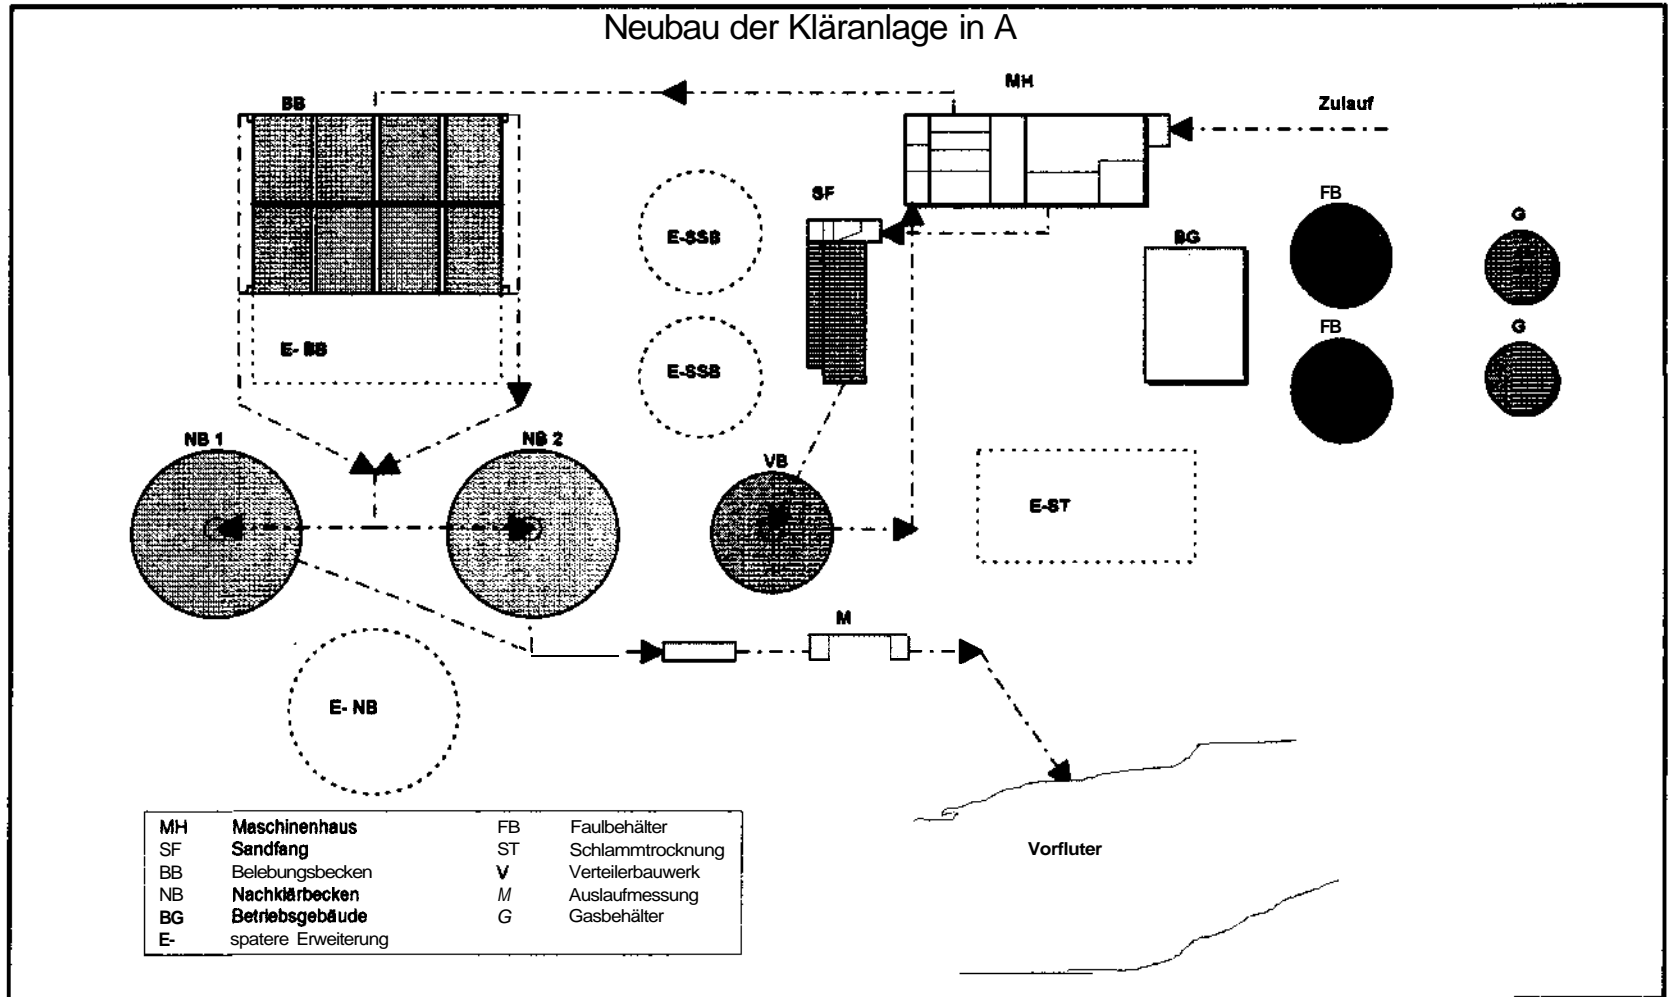 Neubau der Kläranlage in A
MH
BB
Zulauf
SF
FB
G
E-SSB
BG
FB
G
E- BB
E-SSB
NB 1
NB 2
VB
E-ST
M
E- NB
MH Maschinenhaus FB Faulbehälter
SF Sandfang ST Schlammtrocknung
BB Belebungsbecken V Verteilerbauwerk
NB Nachklärbecken M Auslaufmessung
BG Betriebsgebäude G Gasbehälter
E- spatere Erweiterung
Vorfluter